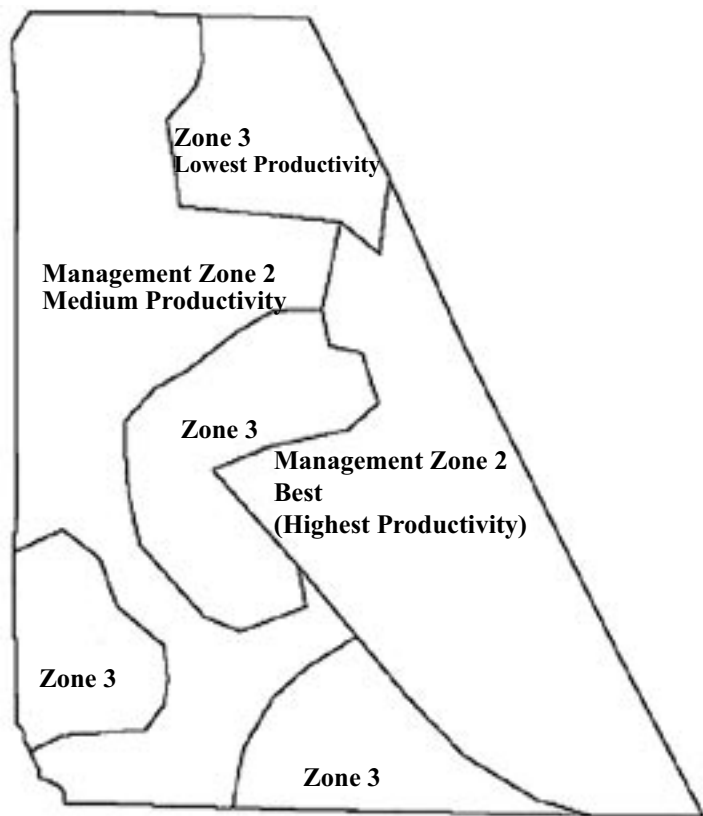 Zone 3
Lowest Productivity
Management Zone 2
Medium Productivity
Zone 3
Management Zone 2
Best
(Highest Productivity)
Zone 3
Zone 3